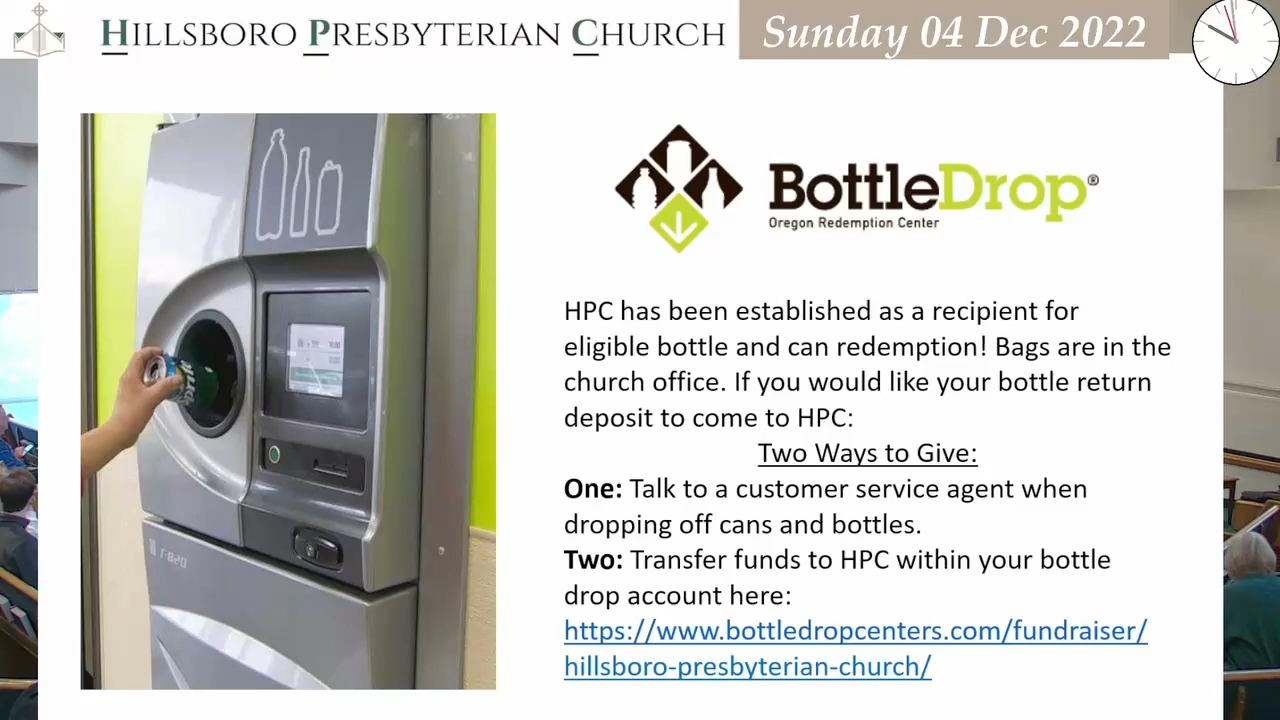 HILLSBORO PRESBYTERIAN CHURCH
Sunday 04 Dec 2022
BottleDrop®
Oregon Redemption Center
HPC has been established as a recipient for
eligible bottle and can redemption! Bags are in the
church office. If you would like your bottle return
deposit to come to HPC:
Two Ways to Give:
One: Talk to a customer service agent when
dropping off cans and bottles.
Two: Transfer funds to HPC within your bottle
drop account here:
https://www.bottledropcenters.com/fundraiser/
hillsboro-presbyterian-church/
T-820